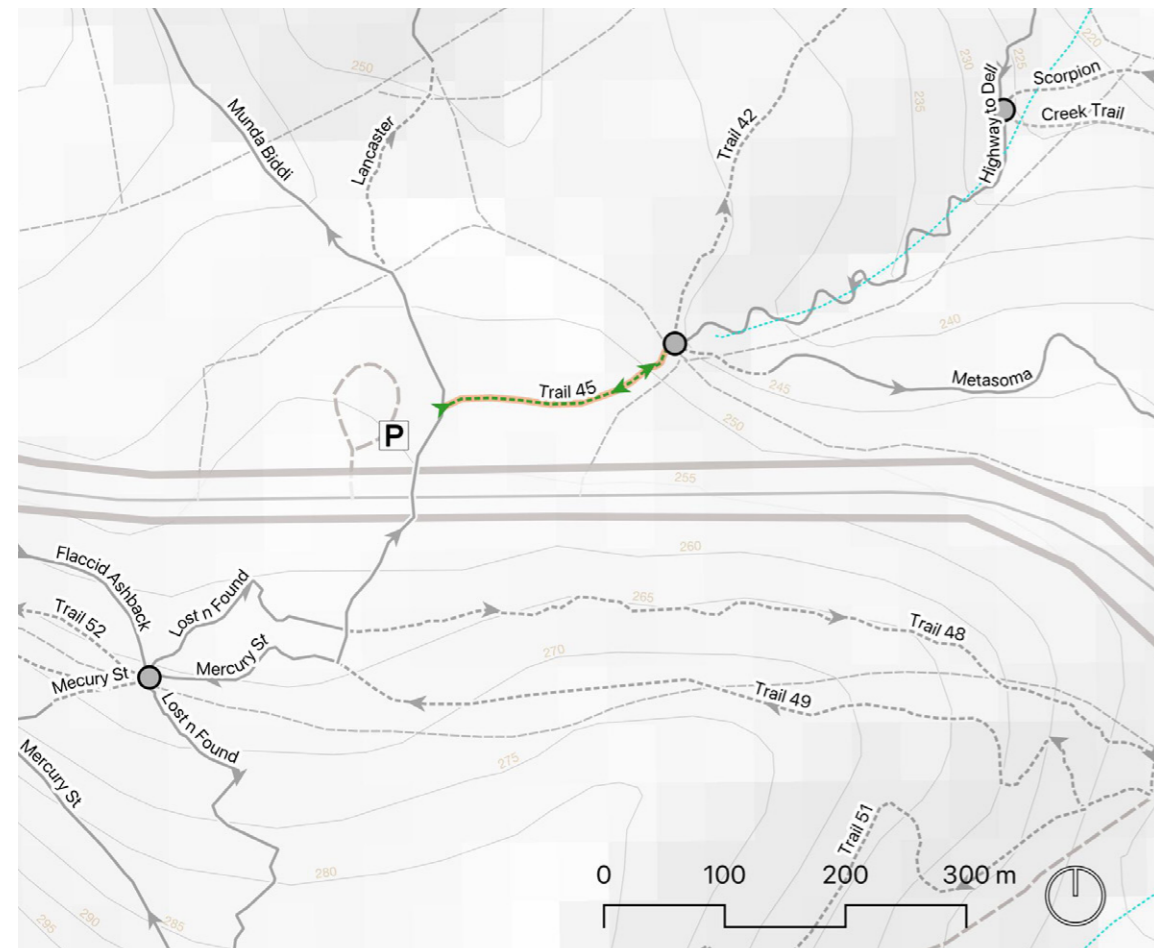 220
250
230
225
Scorpion
235
Creek Trail
Munda Biddi
Lancaster
Trail 42
Highway to Dell
240
Metasoma
245
Trail 45
250
P
255
260
Flaccid Ashback
Lost n Found
265
Trail 52
Trail 48
Mercury St
270
Mecury St
Trail 49
Lost n Found
275
Mercury St
Trail 51
280
0 100 200 300 m
295
290
285